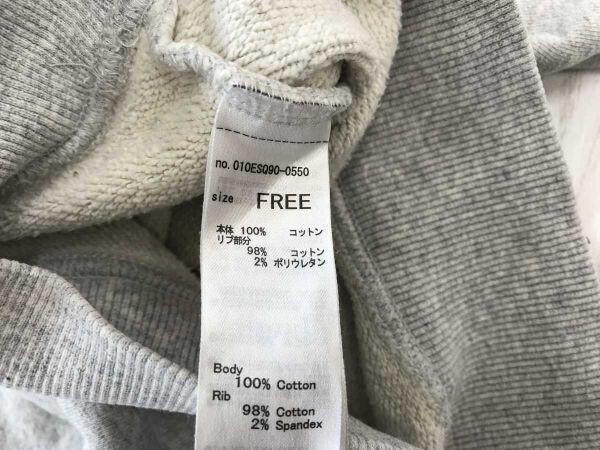 no.010ESQ90-0550
size FREE
本体 100% コットン
リブ部分
98% コットン
2% ポリウレタン
Body
100% Cotton
Rib
98% Cotton
2% Spandex